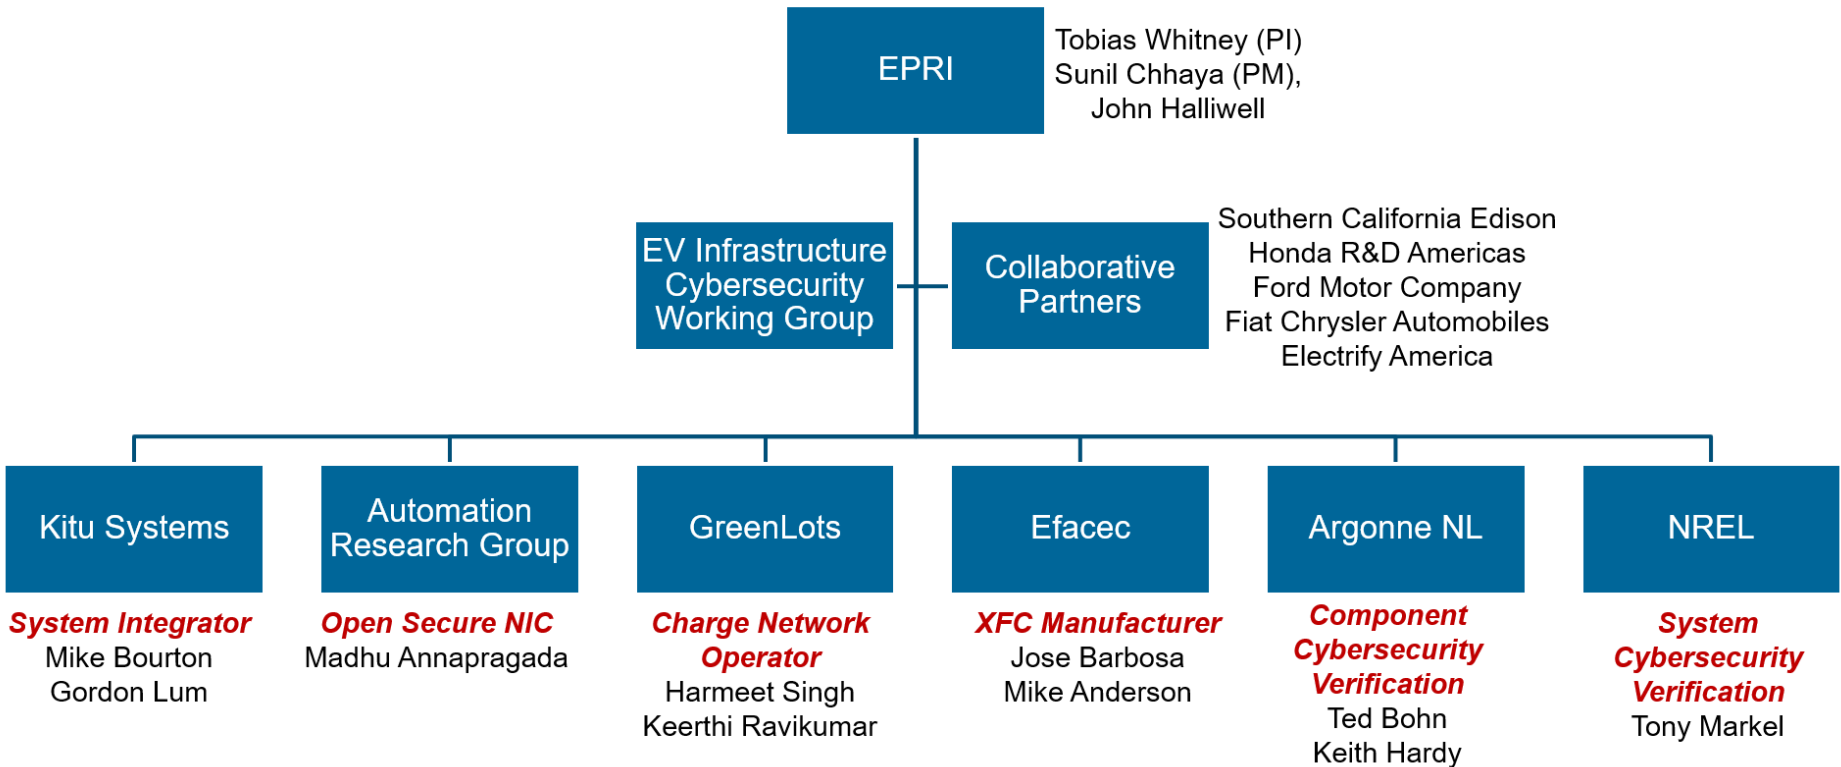 EPRI
Tobias Whitney (PI)
Sunil Chhaya (PM),
John Halliwell
EV Infrastructure
Cybersecurity
Working Group
Collaborative
Partners
Southern California Edison
Honda R&D Americas
Ford Motor Company
Fiat Chrysler Automobiles
Electrify America
Kitu Systems
System Integrator
Mike Bourton
Gordon Lum
Automation
Research Group
Open Secure NIC
Madhu Annapragada
GreenLots
Charge Network
Operator
Harmeet Singh
Keerthi Ravikumar
Efacec
XFC Manufacturer
Jose Barbosa
Mike Anderson
Argonne NL
Component
Cybersecurity
Verification
Ted Bohn
Keith Hardy
NREL
System
Cybersecurity
Verification
Tony Markel